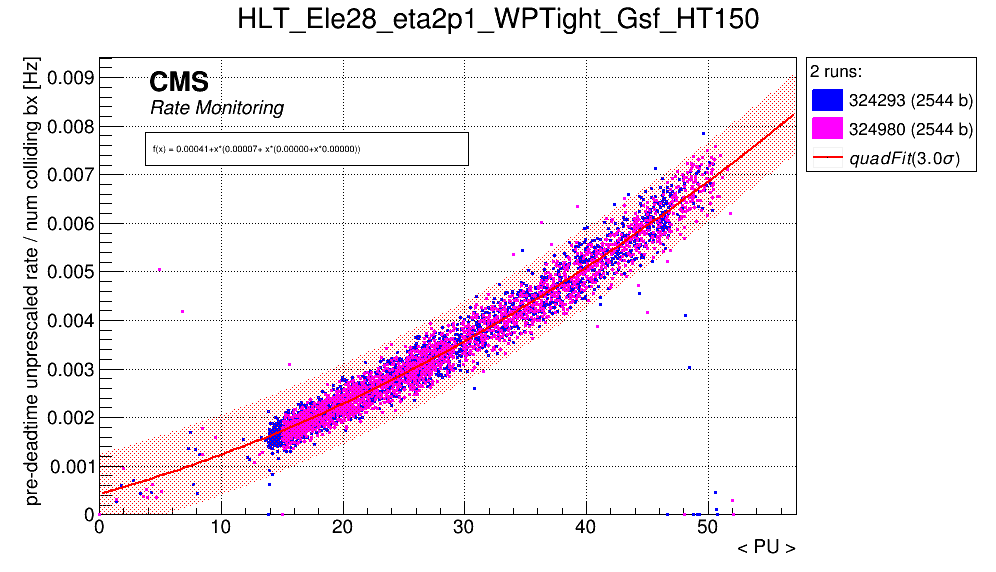 HLT_Ele28_eta2p1_WPTight_Gsf_HT150
pre-deadtime unprescaled rate / num colliding bx [Hz]
0.009
0.008
0.007
0.006
0.005
0.004
0.003
0.002
0.001
0
CMS
Rate Monitoring
f(x) = 0.00041+x*(0.00007+ x*(0.00000+x*0.00000))
0 10 20 30 40 50
< PU >
2 runs:
324293 (2544 b)
324980 (2544 b)
quadFit(3.0σ)